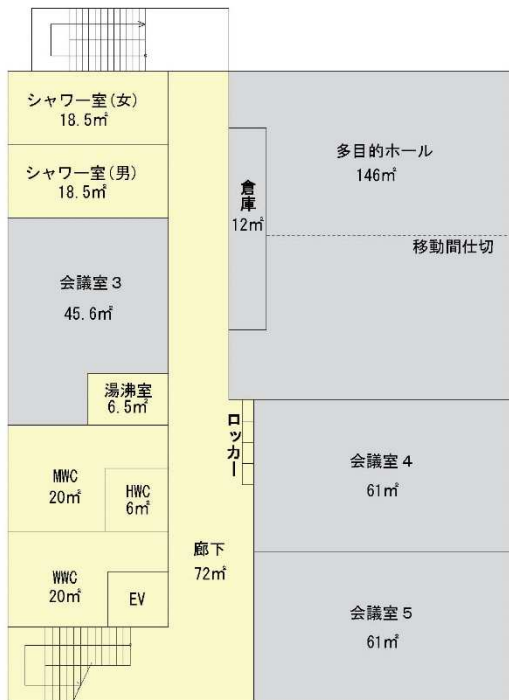 シャワー室(女)
18.5㎡
シャワー室(男)
18.5㎡
多目的ホール
146㎡
倉庫
12㎡
移動間仕切
会議室3
45.6㎡
湯沸室
6.5㎡
ロッカー
MWC
20㎡
HWC
6㎡
会議室4
61㎡
廊下
72㎡
WWC
20㎡
EV
会議室5
61㎡